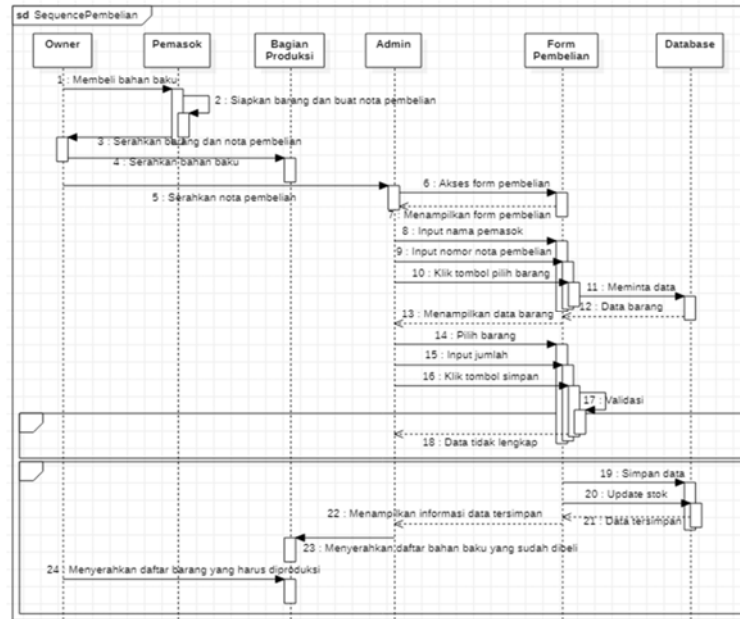 sd SequencePembelian
Owner
Pemasok
Bagian
Produksi
Admin
Form
Pembelian
Database
1 : Membeli bahan baku
2 : Siapkan barang dan buat nota pembelian
3 : Serahkan barang dan nota pembelian
4 : Serahkan bahan baku
5 : Serahkan nota pembelian
6 : Akses form pembelian
7 : Menampilkan form pembelian
8 : Input nama pemasok
9 : Input nomor nota pembelian
10 : Klik tombol pilih barang
11 : Meminta data
12 : Data barang
13 : Menampilkan data barang
14 : Pilih barang
15 : Input jumlah
16 : Klik tombol simpan
17 : Validasi
18 : Data tidak lengkap
19 : Simpan data
20 : Update stok
21 : Data tersimpan
22 : Menampilkan informasi data tersimpan
23 : Menyerahkan daftar bahan baku yang sudah dibeli
24 : Menyerahkan daftar barang yang harus diproduksi